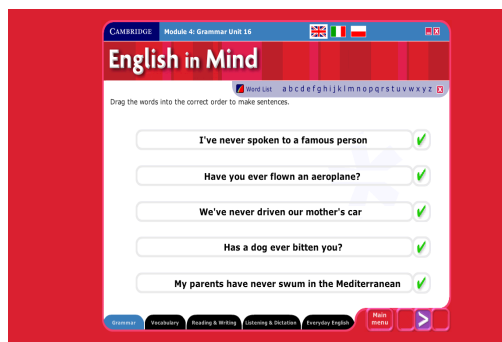 CAMBRIDGE Module 4: Grammar Unit 16
English in Mind
Word List a b c d e f g h i j k l m n o p q r s t u v w x y z x
Drag the words into the correct order to make sentences.
I've never spoken to a famous person
Have you ever flown an aeroplane?
We've never driven our mother's car
Has a dog ever bitten you?
My parents have never swum in the Mediterranean
Grammar Vocabulary Reading & Writing Listening & Dictation Everyday English Main menu >